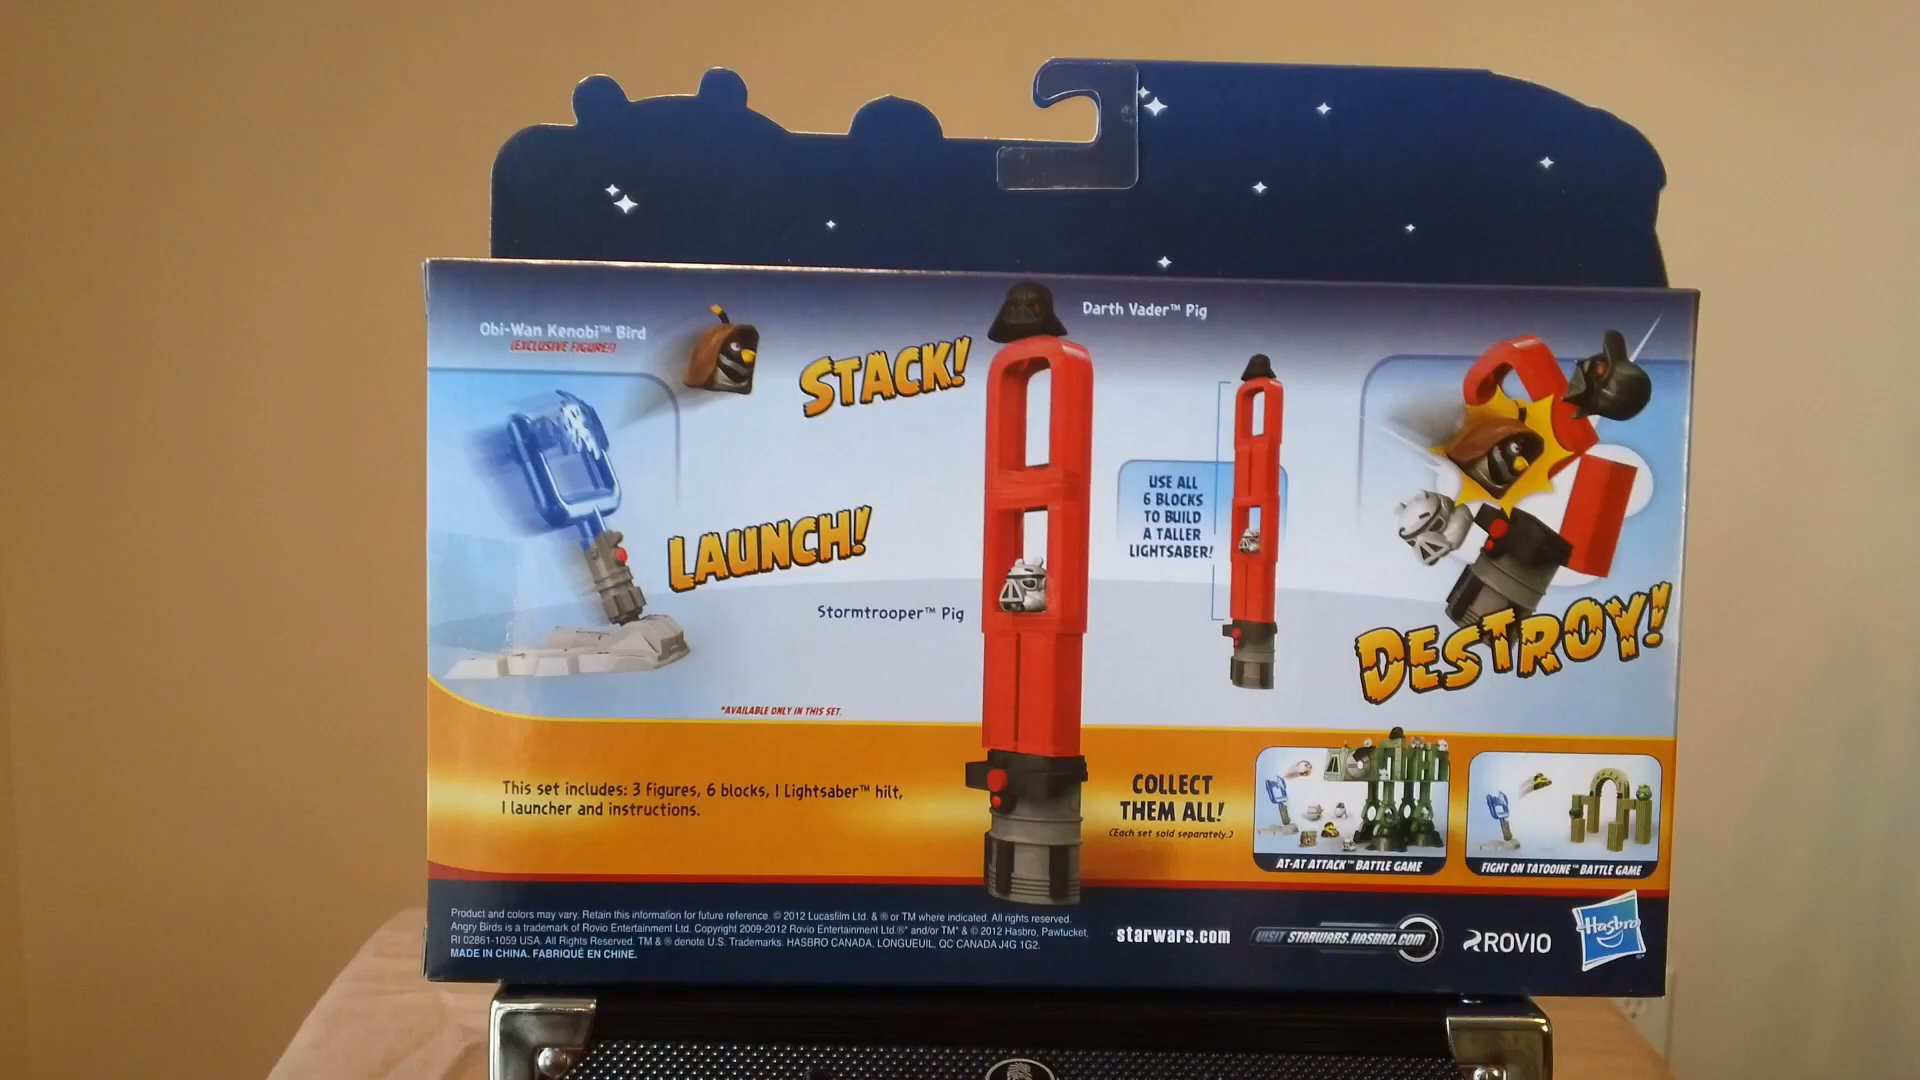 Obi-Wan Kenobi™ Bird
(EXCLUSIVE FIGURE!)
STACK!
Darth Vader™ Pig
LAUNCH!
USE ALL
6 BLOCKS
TO BUILD
A TALLER
LIGHTSABER!
Stormtrooper™ Pig
DESTROY!
*AVAILABLE ONLY IN THIS SET.
This set includes: 3 figures, 6 blocks, 1 Lightsaber™ hilt,
1 launcher and instructions.
COLLECT
THEM ALL!
(Each set sold separately.)
AT-AT ATTACK™ BATTLE GAME
FIGHT ON TATOOINE™ BATTLE GAME
Product and colors may vary. Retain this information for future reference. © 2012 Lucasfilm Ltd. & ® or TM where indicated. All rights reserved.
Angry Birds is a trademark of Rovio Entertainment Ltd. Copyright 2009-2012 Rovio Entertainment Ltd ®* and/or TM* & © 2012 Hasbro, Pawtucket,
RI 02861-1059 USA. All Rights Reserved. TM & ® denote U.S. Trademarks. HASBRO CANADA, LONGUEUIL, QC CANADA J4G 1G2.
MADE IN CHINA. FABRIQUÉ EN CHINE.
starwars.com
VISIT STARWARS.HASBRO.COM
ROVIO
Hasbro